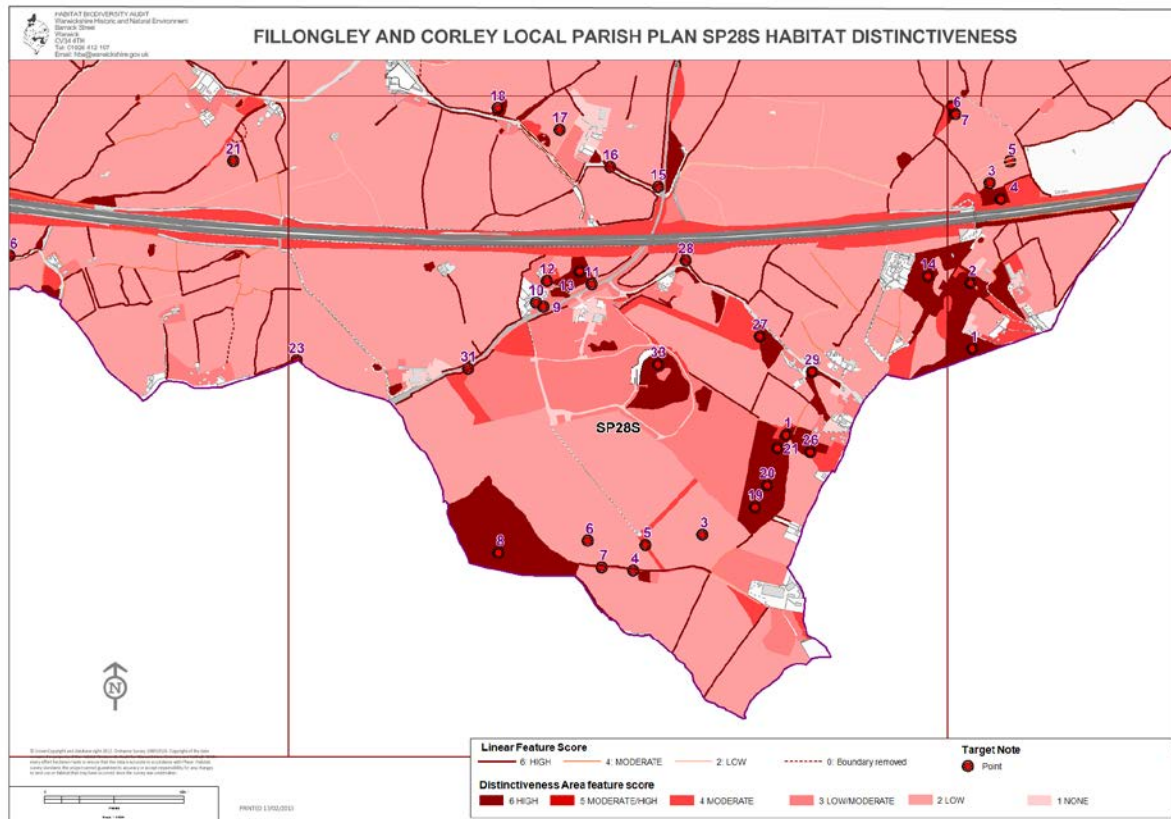 HABITAT BIODIVERSITY AUDIT
Warwickshire Historic and Natural Environment
Barrack Street
Warwick
CV34 4TH
FILLONGLEY AND CORLEY LOCAL PARISH PLAN SP28S HABITAT DISTINCTIVENESS
18
17
16
15
21
6
7
5
3
4
6
28
12
11
13
10
9
14
2
27
1
23
31
33
29
SP28S
1
21
26
20
19
8
6
7
5
4
3
N
PRINTED 13/02/2013
Linear Feature Score
6: HIGH
4: MODERATE
2: LOW
0: Boundary removed
Target Note
Point
Distinctiveness Area feature score
6 HIGH
5 MODERATE/HIGH
4 MODERATE
3 LOW/MODERATE
2 LOW
1 NONE